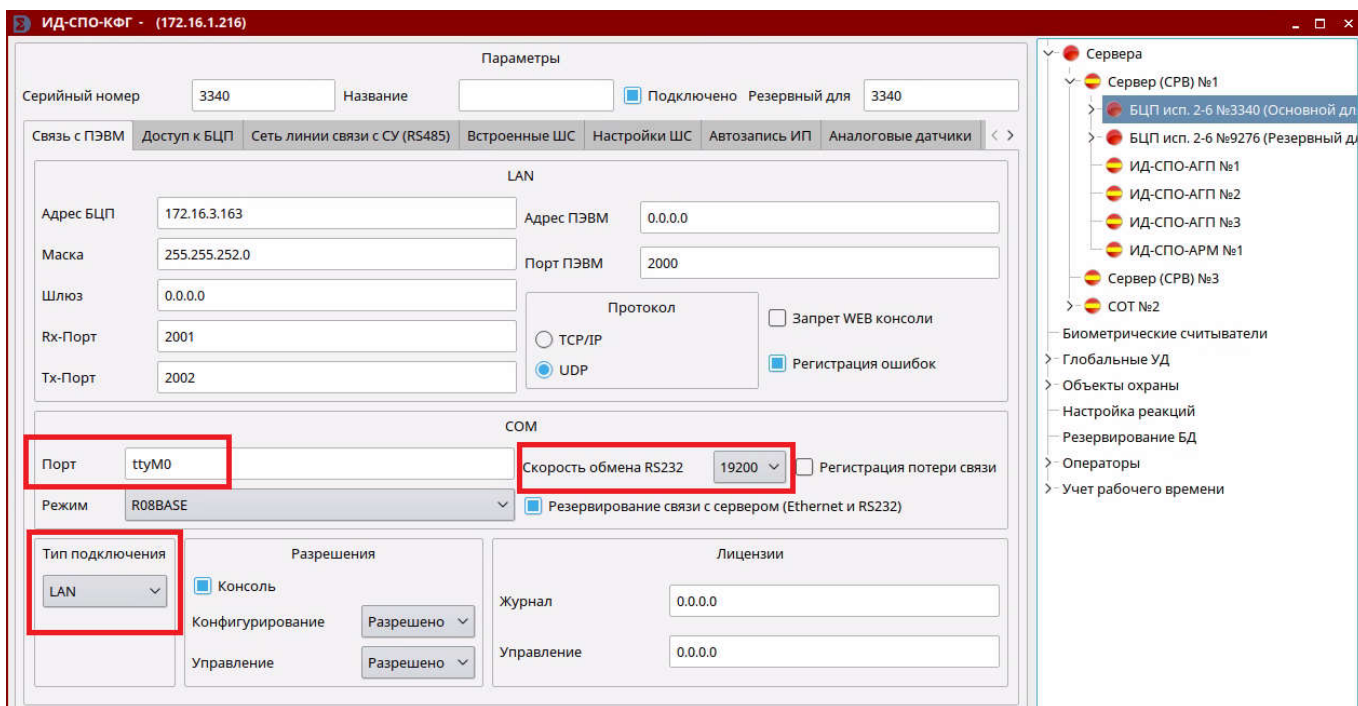 ИД-СПО-КФГ - (172.16.1.216)
Параметры
Серийный номер 3340 Название Подключено Резервный для 3340
Связь с ПЭВМ Доступ к БЦП Сеть линии связи с СУ (RS485) Встроенные ШС Настройки ШС Автозапись ИП Аналоговые датчики
LAN
Адрес БЦП 172.16.3.163 Адрес ПЭВМ 0.0.0.0
Маска 255.255.252.0 Порт ПЭВМ 2000
Шлюз 0.0.0.0
Rx-Порт 2001
Tx-Порт 2002
Протокол
TCP/IP
UDP
Запрет WEB консоли
Регистрация ошибок
COM
Порт ttyM0 Скорость обмена RS232 19200 Регистрация потери связи
Режим R08BASE Резервирование связи с сервером (Ethernet и RS232)
Тип подключения
LAN
Разрешения
Консоль
Конфигурирование Разрешено
Управление Разрешено
Лицензии
Журнал 0.0.0.0
Управление 0.0.0.0
Сервера
Сервер (СРВ) №1
БЦП исп. 2-6 №3340 (Основной дл
БЦП исп. 2-6 №9276 (Резервный д
ИД-СПО-АГП №1
ИД-СПО-АГП №2
ИД-СПО-АГП №3
ИД-СПО-АРМ №1
Сервер (СРВ) №3
СОТ №2
Биометрические считыватели
Глобальные УД
Объекты охраны
Настройка реакций
Резервирование БД
Операторы
Учет рабочего времени